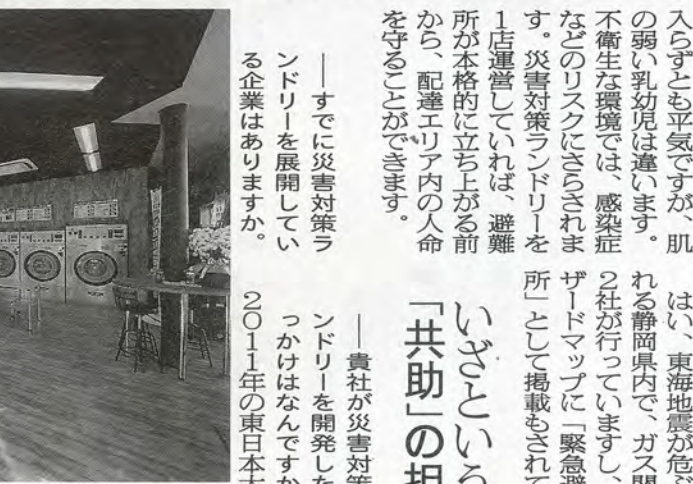 入らずとも平気ですが、肌
の弱い乳幼児は違います。
不衛生な環境では、感染症
などのリスクにさらされま
す。災害対策ランドリーを
1店運営していれば、避難
所が本格的に立ち上がる前
から、配達エリア内の人命
を守ることができます。
――すでに災害対策ラ
ンドリーを展開してい
る企業はありますか。
はい、東海地震が危ぶ
れる静岡県内で、ガス関
2社が行っていますし、
ザードマップに「緊急避
所」として掲載もされて
いざという
「共助」の担
――貴社が災害対策
ンドリーを開発した
っかけはなんですか
2011年の東日本大